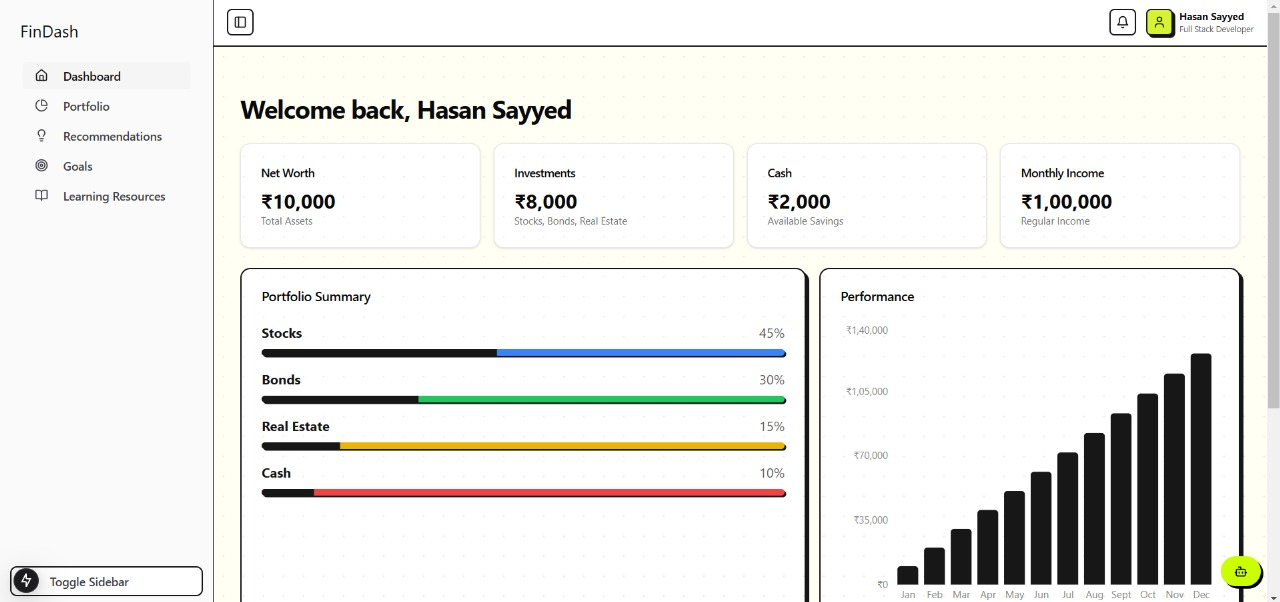 FinDash
Dashboard
Portfolio
Recommendations
Goals
Learning Resources
Toggle Sidebar
Hasan Sayyed
Full Stack Developer
Welcome back, Hasan Sayyed
Net Worth
₹10,000
Total Assets
Investments
₹8,000
Stocks, Bonds, Real Estate
Cash
₹2,000
Available Savings
Monthly Income
₹1,00,000
Regular Income
Portfolio Summary
Stocks 45%
Bonds 30%
Real Estate 15%
Cash 10%
Performance
₹1,40,000
₹1,05,000
₹70,000
₹35,000
₹0
Jan Feb Mar Apr May Jun Jul Aug Sept Oct Nov Dec